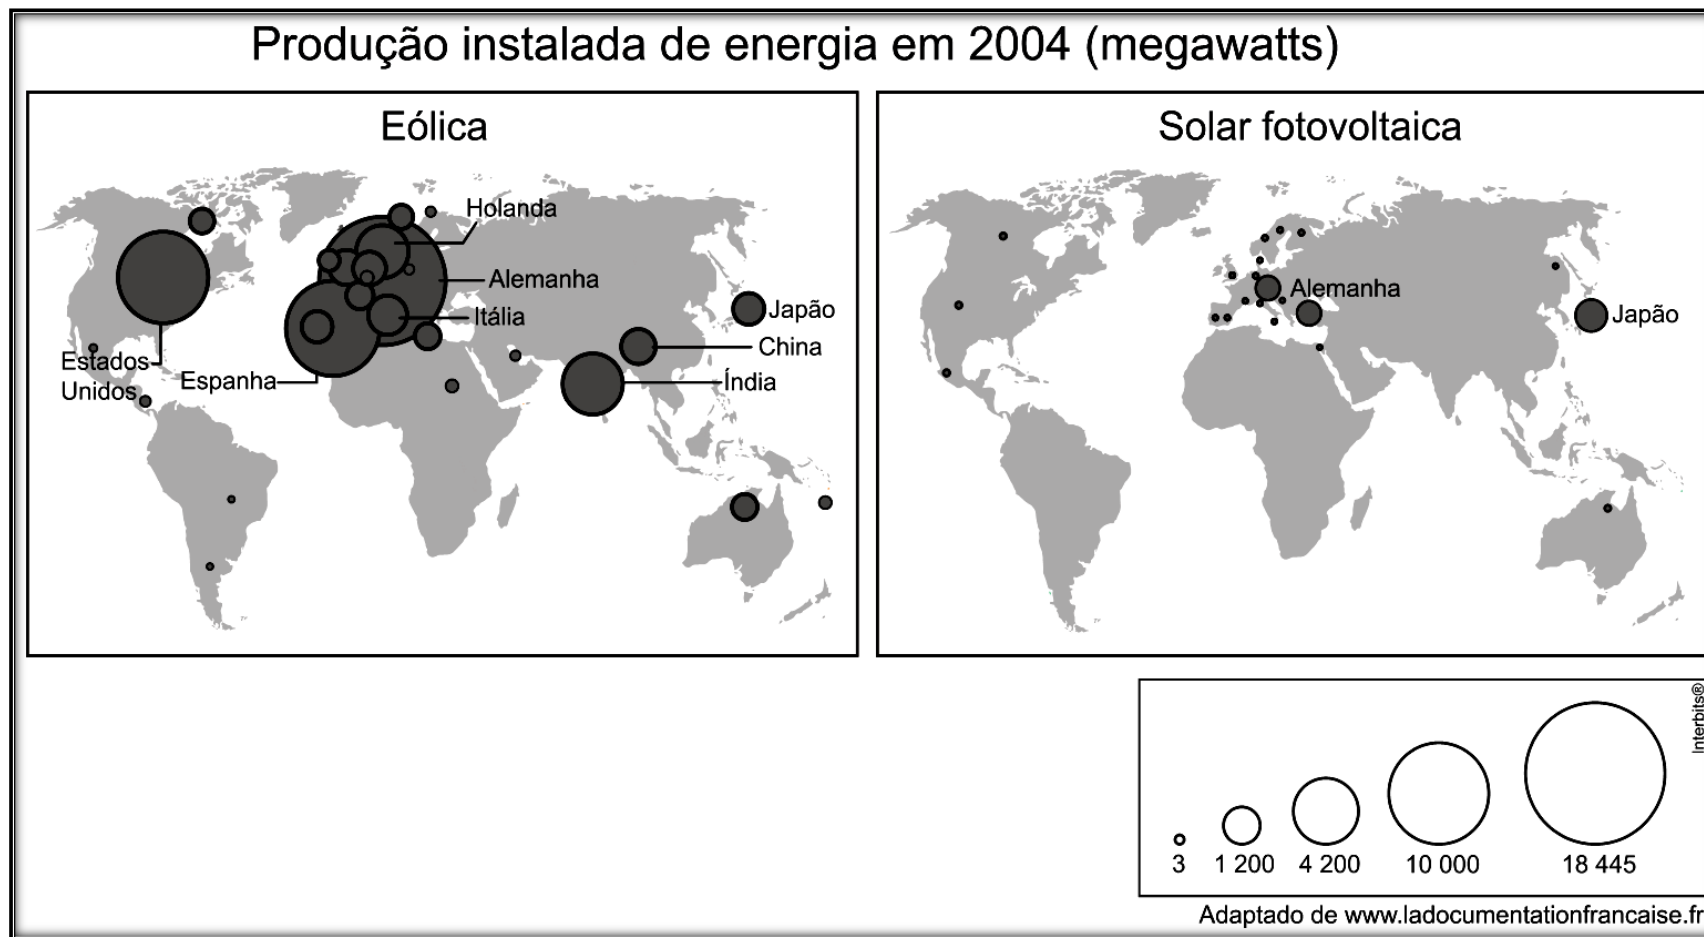 Produção instalada de energia em 2004 (megawatts)
Eólica
Holanda
Alemanha
Itália
Japão
China
Índia
Espanha
Estados
Unidos
Solar fotovoltaica
Alemanha
Japão
Interbits®
3 1 200 4 200 10 000 18 445
Adaptado de www.ladocumentationfrancaise.fr